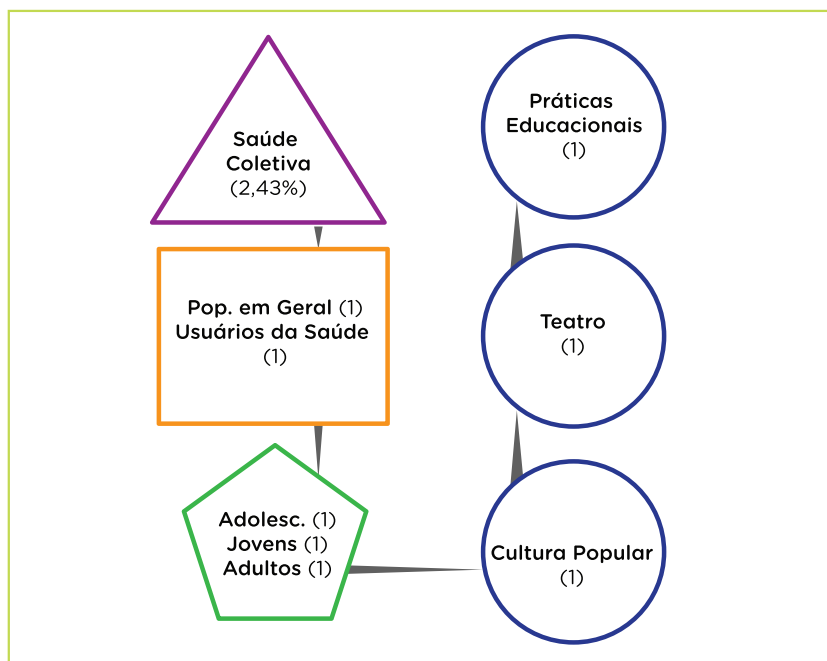 Saúde
Coletiva
(2,43%)
Pop. em Geral (1)
Usuários da Saúde
(1)
Adolesc. (1)
Jovens (1)
Adultos (1)
Cultura Popular
(1)
Teatro
(1)
Práticas
Educacionais
(1)